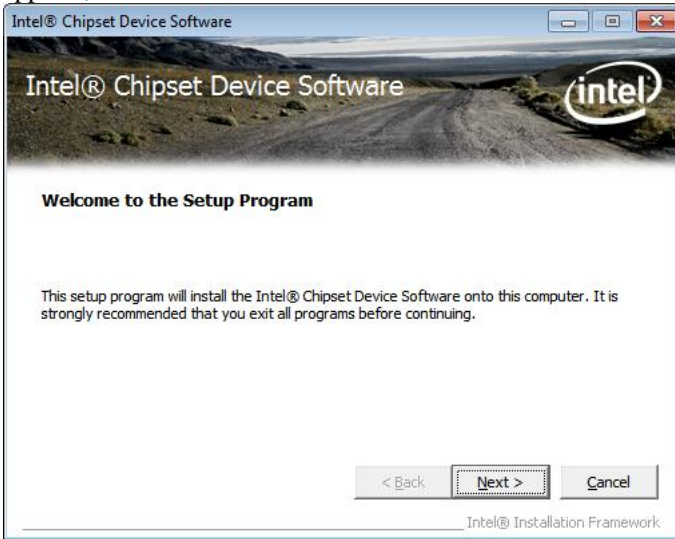 Intel® Chipset Device Software
Intel® Chipset Device Software
intel
Welcome to the Setup Program
This setup program will install the Intel® Chipset Device Software onto this computer. It is
strongly recommended that you exit all programs before continuing.
< Back Next > Cancel
Intel® Installation Framework